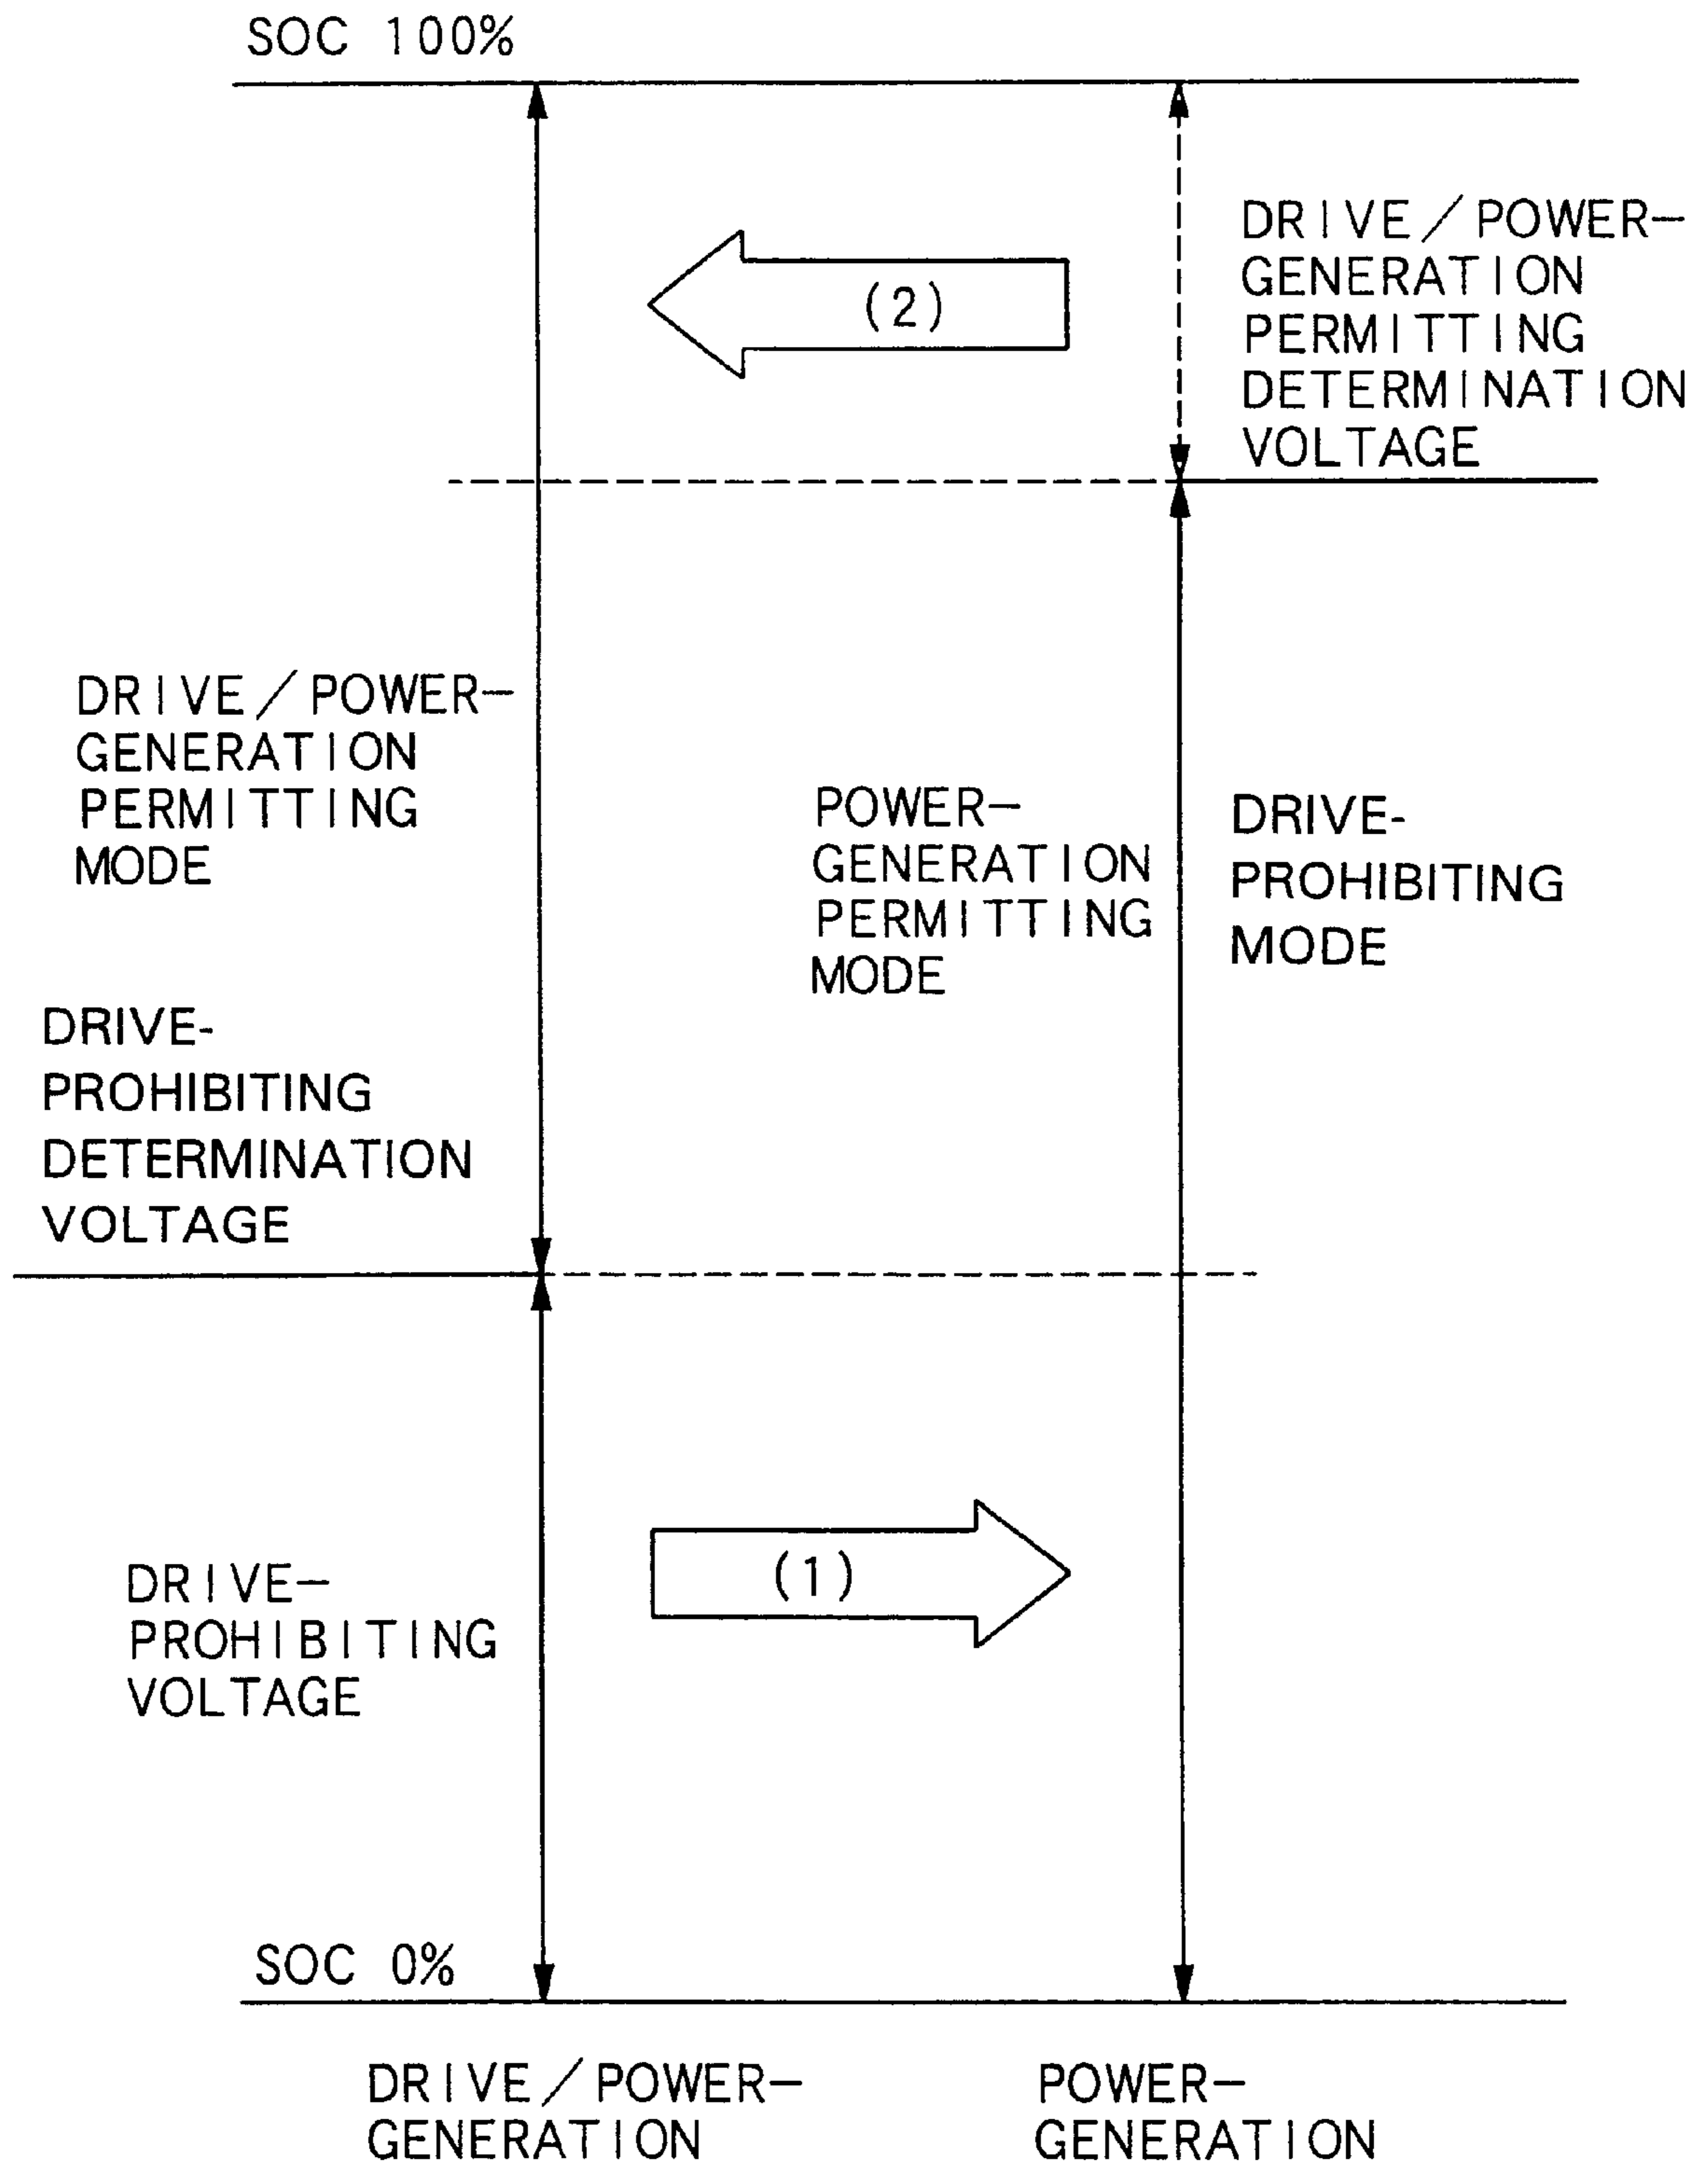 SOC 100%
(2)
DRIVE/POWER-
GENERATION
PERMITTING
DETERMINATION
VOLTAGE
DRIVE/POWER-
GENERATION
PERMITTING
MODE
POWER-
GENERATION
PERMITTING
MODE
DRIVE-
PROHIBITING
MODE
DRIVE-
PROHIBITING
DETERMINATION
VOLTAGE
(1)
DRIVE-
PROHIBITING
VOLTAGE
SOC 0%
DRIVE/POWER-
GENERATION
POWER-
GENERATION